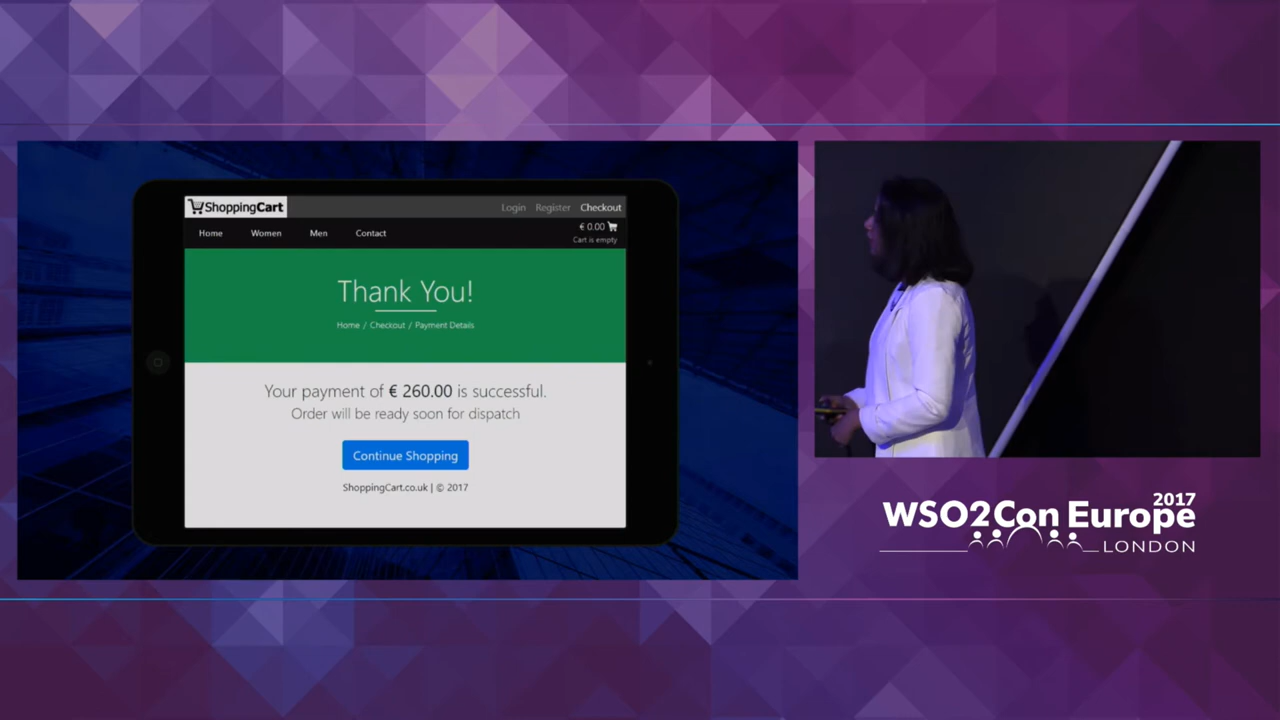 ShoppingCart
Login Register Checkout
€ 0.00
Home Women Men Contact
Cart is empty
Thank You!
Home / Checkout / Payment Details
Your payment of € 260.00 is successful.
Order will be ready soon for dispatch
Continue Shopping
ShoppingCart.co.uk | © 2017
2017
WSO2Con Europe
LONDON